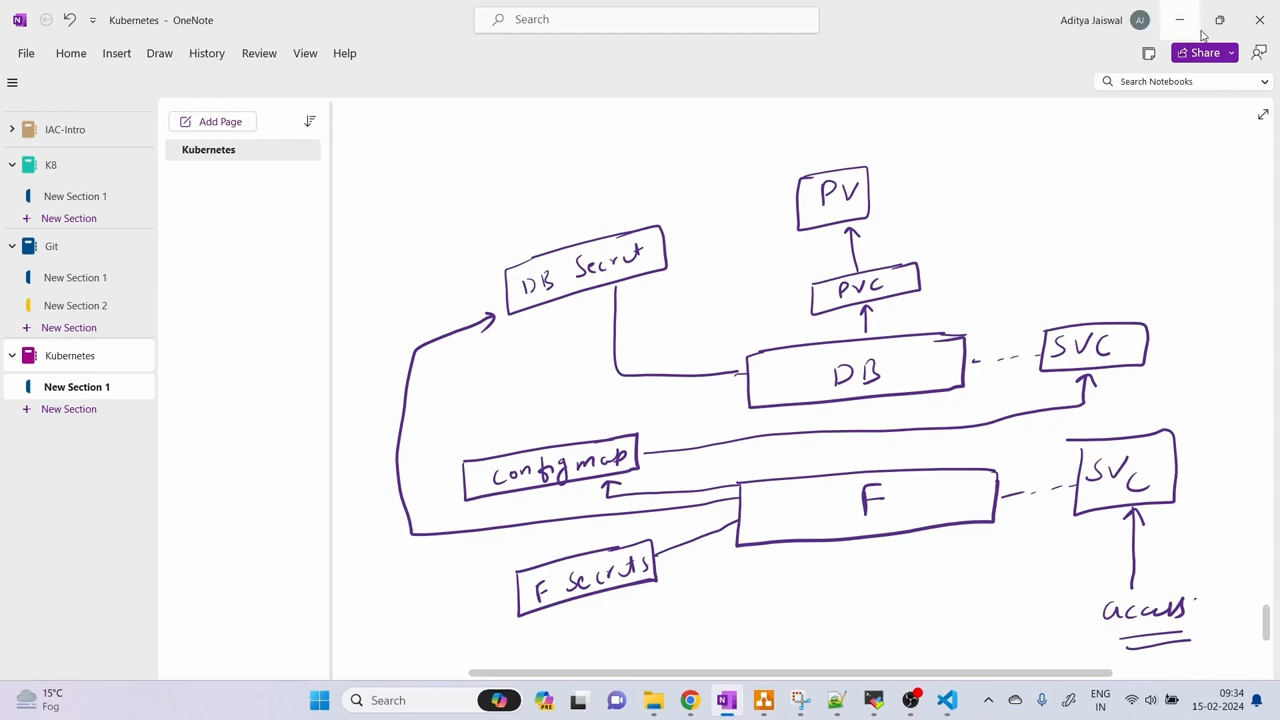 Kubernetes - OneNote
Search
Aditya Jaiswal AJ
File Home Insert Draw History Review View Help
Share
Search Notebooks
IAC-Intro
K8
New Section 1
+ New Section
Git
New Section 1
New Section 2
+ New Section
Kubernetes
New Section 1
+ New Section
Add Page
Kubernetes
PV
DB Secret
PVC
SVC
DB
configmap
SVC
F
F Secrets
access
15°C
Fog
Search
PRE
ENG
IN
09:34
15-02-2024